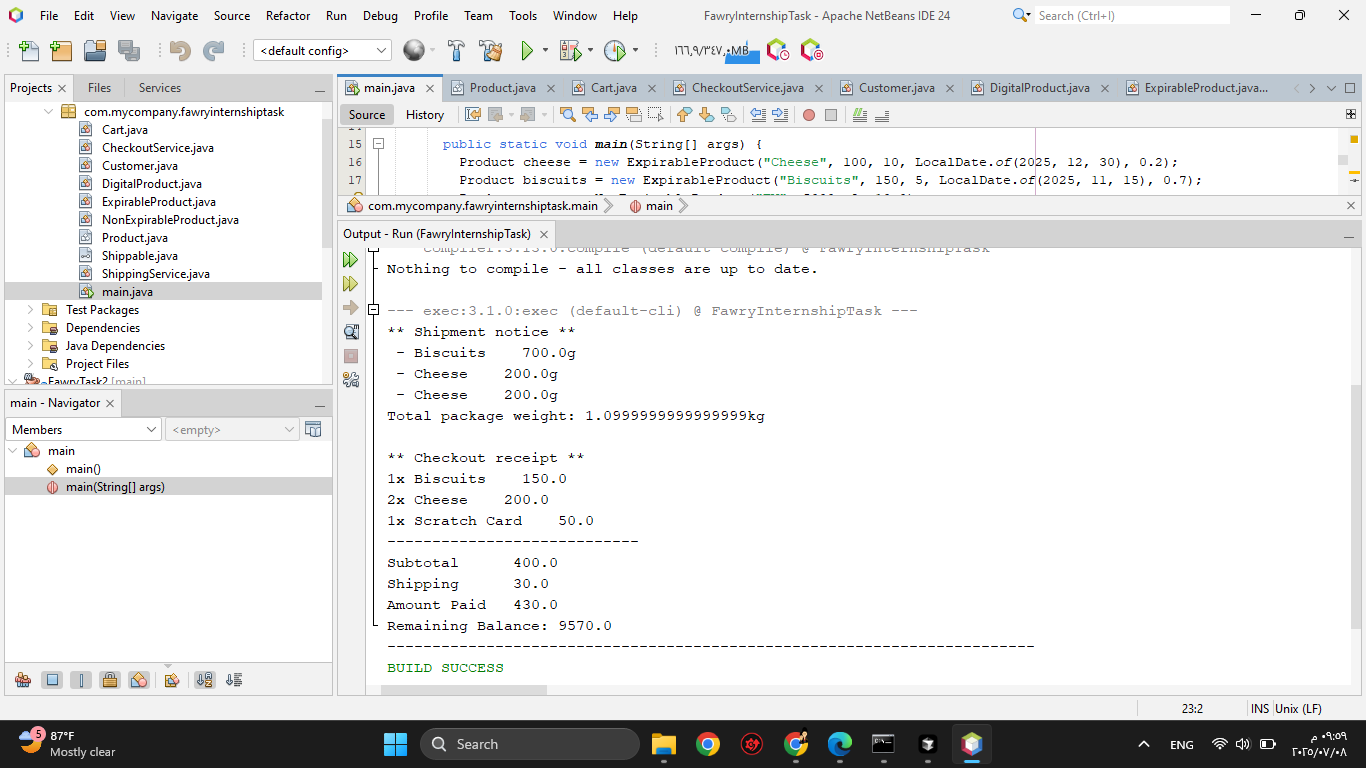 File Edit View Navigate Source Refactor Run Debug Profile Team Tools Window Help
FawryInternshipTask - Apache NetBeans IDE 24
Search (Ctrl+I)
<default config>
١٦٦٫٩/٣٤٧٫٠MB
Projects Files Services
com.mycompany.fawryinternshiptask
Cart.java
CheckoutService.java
Customer.java
DigitalProduct.java
ExpirableProduct.java
NonExpirableProduct.java
Product.java
Shippable.java
ShippingService.java
main.java
Test Packages
Dependencies
Java Dependencies
Project Files
FawryTask2 [main]
main - Navigator
Members
<empty>
main
main()
main(String[] args)
main.java Product.java Cart.java CheckoutService.java Customer.java DigitalProduct.java ExpirableProduct.java...
Source History
15 public static void main(String[] args) {
16 Product cheese = new ExpirableProduct("Cheese", 100, 10, LocalDate.of(2025, 12, 30), 0.2);
17 Product biscuits = new ExpirableProduct("Biscuits", 150, 5, LocalDate.of(2025, 11, 15), 0.7);
com.mycompany.fawryinternshiptask.main main
Output - Run (FawryInternshipTask)
compiler:3.13.0:compile (default-compile) @ FawryInternshipTask
Nothing to compile - all classes are up to date.
--- exec:3.1.0:exec (default-cli) @ FawryInternshipTask ---
** Shipment notice **
- Biscuits 700.0g
- Cheese 200.0g
- Cheese 200.0g
Total package weight: 1.0999999999999999kg
** Checkout receipt **
1x Biscuits 150.0
2x Cheese 200.0
1x Scratch Card 50.0
----------------------------
Subtotal 400.0
Shipping 30.0
Amount Paid 430.0
Remaining Balance: 9570.0
------------------------------------------------------------------------
BUILD SUCCESS
23:2 INS Unix (LF)
5
87°F
Mostly clear
Search
ENG
٠٩:٥٩ م
٢٠٢٥/٠٧/٠٨